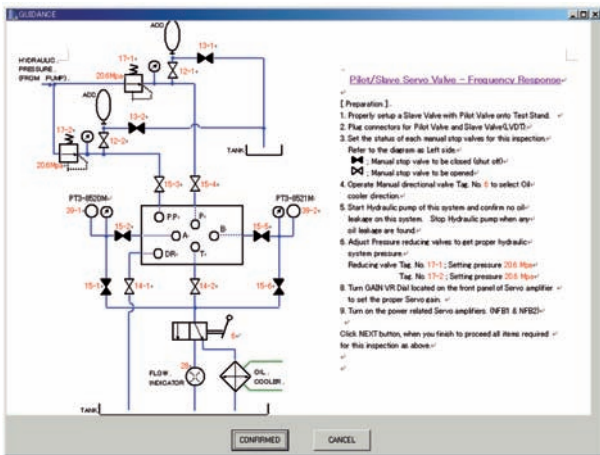 GUIDANCE
ACC.
HYDRAULIC.
PRESSURE
(FROM PUMP).
17-1
20.6 Mpa
13-1
12-1
ACC.
17-2
13-2
12-2
20.6 Mpa
TANK
15-3
15-4
PT3-8520M
39-1
15-2
PP
P
A
B
DR
T
15-5
PT3-8521M
39-2
15-1
14-1
14-2
15-6
6
FLOW.
INDICATOR
28
OIL.
COOLER.
TANK
Pilot/Slave Servo Valve - Frequency Response
[ Preparation ].
1. Properly setup a Slave Valve with Pilot Valve onto Test Stand.
2. Plug connectors for Pilot Valve and Slave Valve(LVDT).
3. Set the status of each manual stop valves for this inspection.
Refer to the diagram as Left side.
; Manual stop valve to be closed (shut off)
; Manual stop valve to be opened
4. Operate Manual directional valve Tag. No. 6 to select Oil
cooler direction.
5. Start Hydraulic pump of this system and confirm no oil
leakage on this system. Stop Hydraulic pump when any
oil leakage are found.
6. Adjust Pressure reducing valves to get proper hydraulic
system pressure.
Reducing valve Tag. No. 17-1 ; Setting pressure 20.6 Mpa
Tag. No. 17-2 ; Setting pressure 20.6 Mpa
8. Turn GAIN VR Dial located on the front panel of Servo amplifier
to set the proper Servo gain.
9. Turn on the power related Servo amplifiers. (NFB1 & NFB2)
Click NEXT button, when you finish to proceed all items required
for this inspection as above.
CONFIRMED
CANCEL